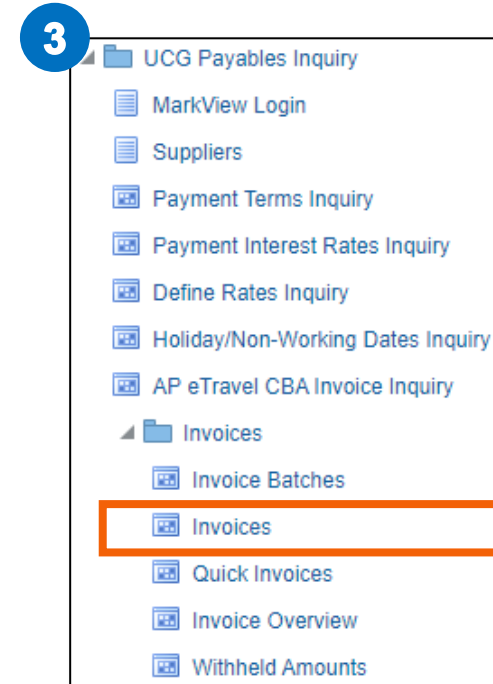 3
UCG Payables Inquiry
MarkView Login
Suppliers
Payment Terms Inquiry
Payment Interest Rates Inquiry
Define Rates Inquiry
Holiday/Non-Working Dates Inquiry
AP eTravel CBA Invoice Inquiry
Invoices
Invoice Batches
Invoices
Quick Invoices
Invoice Overview
Withheld Amounts